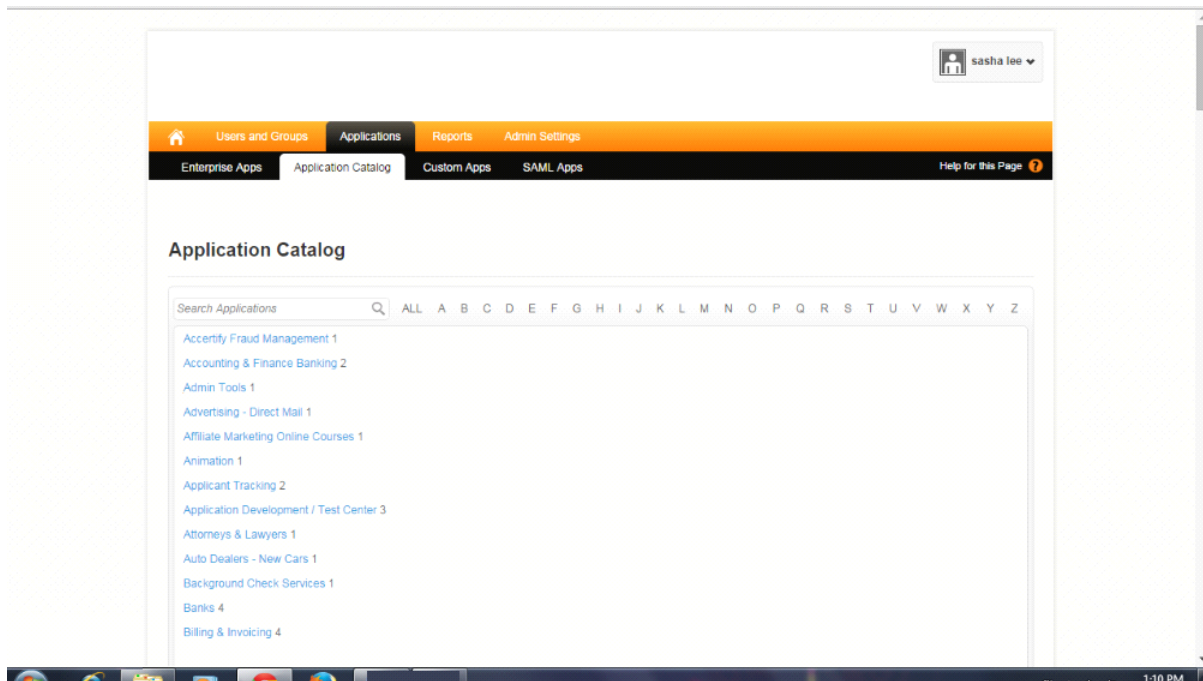 sasha lee
Users and Groups Applications Reports Admin Settings
Enterprise Apps Application Catalog Custom Apps SAML Apps Help for this Page ?
Application Catalog
Search Applications ALL A B C D E F G H I J K L M N O P Q R S T U V W X Y Z
Accertify Fraud Management 1
Accounting & Finance Banking 2
Admin Tools 1
Advertising - Direct Mail 1
Affiliate Marketing Online Courses 1
Animation 1
Applicant Tracking 2
Application Development / Test Center 3
Attorneys & Lawyers 1
Auto Dealers - New Cars 1
Background Check Services 1
Banks 4
Billing & Invoicing 4
1:10 PM